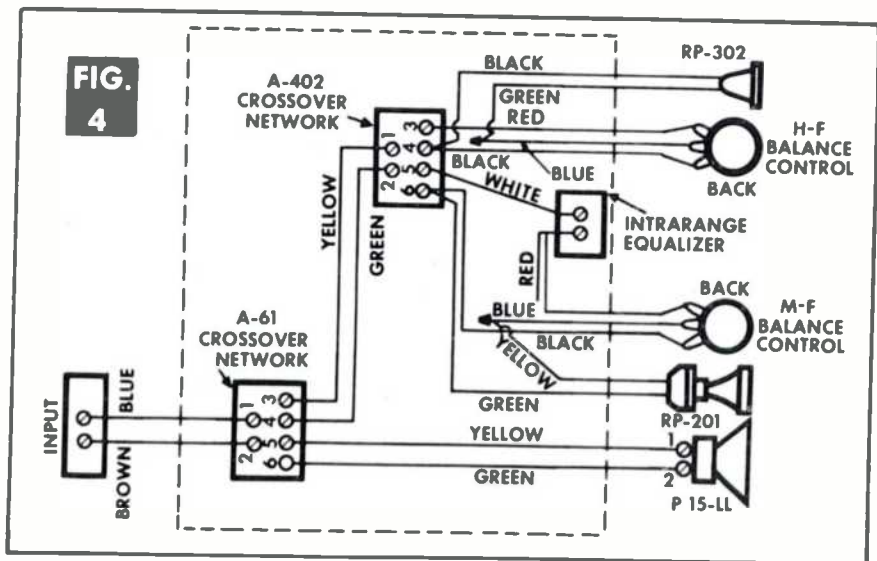 FIG.
4
A-402
CROSSOVER
NETWORK
BLACK
GREEN
RED
RP-302
H-F
BALANCE
CONTROL
BACK
1
2
3
4
5
6
BLACK
BLUE
WHITE
INTRARANGE
EQUALIZER
YELLOW
GREEN
RED
BACK
M-F
BALANCE
CONTROL
BLUE
BLACK
YELLOW
GREEN
RP-201
A-61
CROSSOVER
NETWORK
INPUT
BLUE
BROWN
1
2
3
4
5
6
YELLOW
GREEN
1
2
P 15-LL